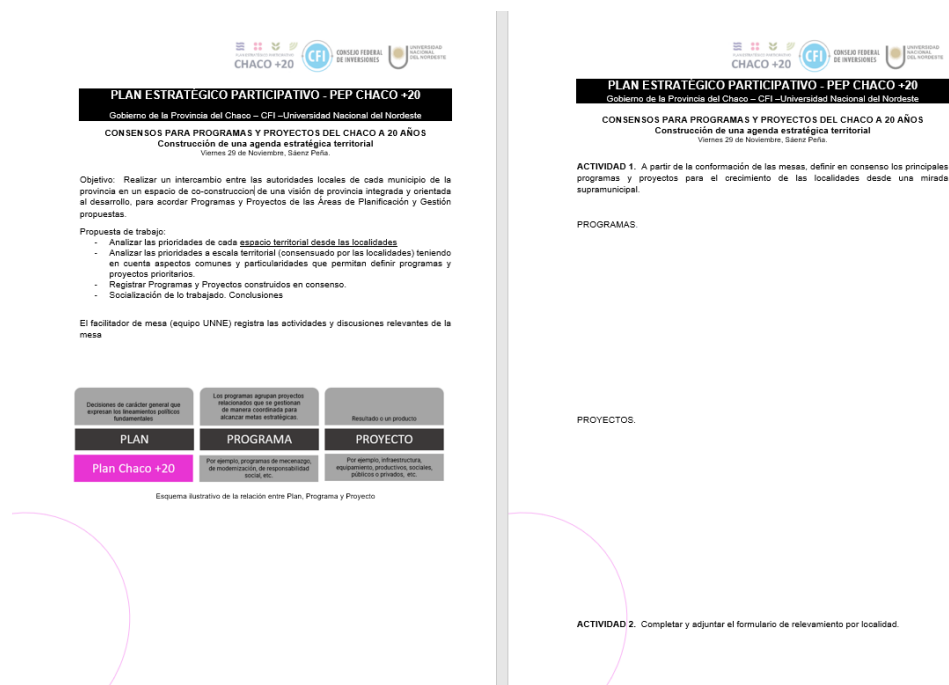 CHACO +20
CFI
CONSEJO FEDERAL
DE INVERSIONES
UNIVERSIDAD
NACIONAL
DEL NORDESTE
PLAN ESTRATÉGICO PARTICIPATIVO - PEP CHACO +20
Gobierno de la Provincia del Chaco – CFI –Universidad Nacional del Nordeste
CONSENSOS PARA PROGRAMAS Y PROYECTOS DEL CHACO A 20 AÑOS
Construcción de una agenda estratégica territorial
Viernes 29 de Noviembre, Sáenz Peña.
Objetivo: Realizar un intercambio entre las autoridades locales de cada municipio de la
provincia en un espacio de co-construccion de una visión de provincia integrada y orientada
al desarrollo, para acordar Programas y Proyectos de las Áreas de Planificación y Gestión
propuestas.
Propuesta de trabajo:
- Analizar las prioridades de cada espacio territorial desde las localidades
- Analizar las prioridades a escala territorial (consensuado por las localidades) teniendo
en cuenta aspectos comunes y particularidades que permitan definir programas y
proyectos prioritarios.
- Registrar Programas y Proyectos construidos en consenso.
- Socialización de lo trabajado. Conclusiones
El facilitador de mesa (equipo UNNE) registra las actividades y discusiones relevantes de la
mesa
Decisiones de carácter general que
expresan los lineamientos políticos
fundamentales
Los programas agrupan proyectos
relacionados que se gestionan
de manera coordinada para
alcanzar metas estratégicas.
Resultado o un producto
PLAN
PROGRAMA
PROYECTO
Plan Chaco +20
Por ejemplo, programas de mecenazgo,
de modernización, de responsabilidad
social, etc.
Por ejemplo, infraestructura,
equipamiento, productivos, sociales,
públicos o privados, etc.
Esquema ilustrativo de la relación entre Plan, Programa y Proyecto
CHACO +20
CFI
CONSEJO FEDERAL
DE INVERSIONES
UNIVERSIDAD
NACIONAL
DEL NORDESTE
PLAN ESTRATÉGICO PARTICIPATIVO - PEP CHACO +20
Gobierno de la Provincia del Chaco – CFI –Universidad Nacional del Nordeste
CONSENSOS PARA PROGRAMAS Y PROYECTOS DEL CHACO A 20 AÑOS
Construcción de una agenda estratégica territorial
Viernes 29 de Noviembre, Sáenz Peña.
ACTIVIDAD 1. A partir de la conformación de las mesas, definir en consenso los principales
programas y proyectos para el crecimiento de las localidades desde una mirada
supramunicipal.
PROGRAMAS.
PROYECTOS.
ACTIVIDAD 2. Completar y adjuntar el formulario de relevamiento por localidad.